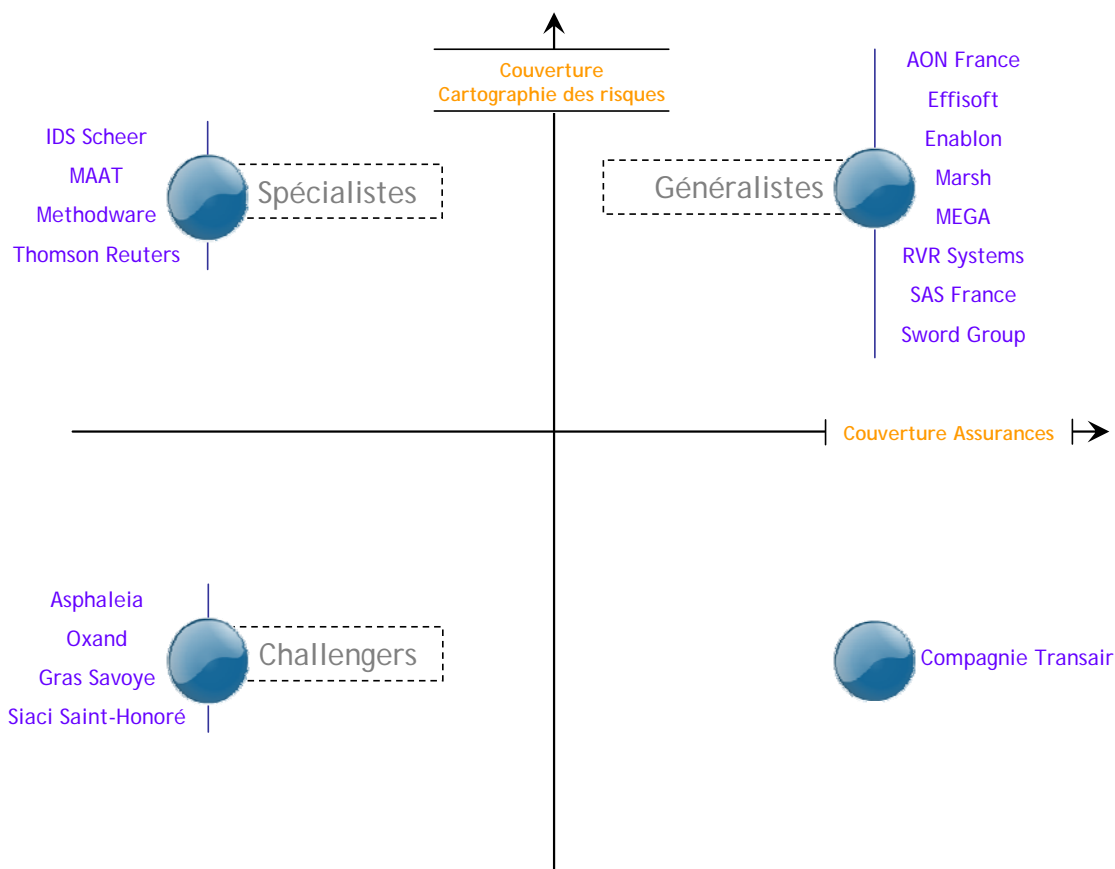 Couverture
Cartographie des risques
IDS Scheer
MAAT
Methodware
Thomson Reuters
Spécialistes
Généralistes
AON France
Effisoft
Enablon
Marsh
MEGA
RVR Systems
SAS France
Sword Group
Couverture Assurances
Asphaleia
Oxand
Gras Savoye
Siaci Saint-Honoré
Challengers
Compagnie Transair